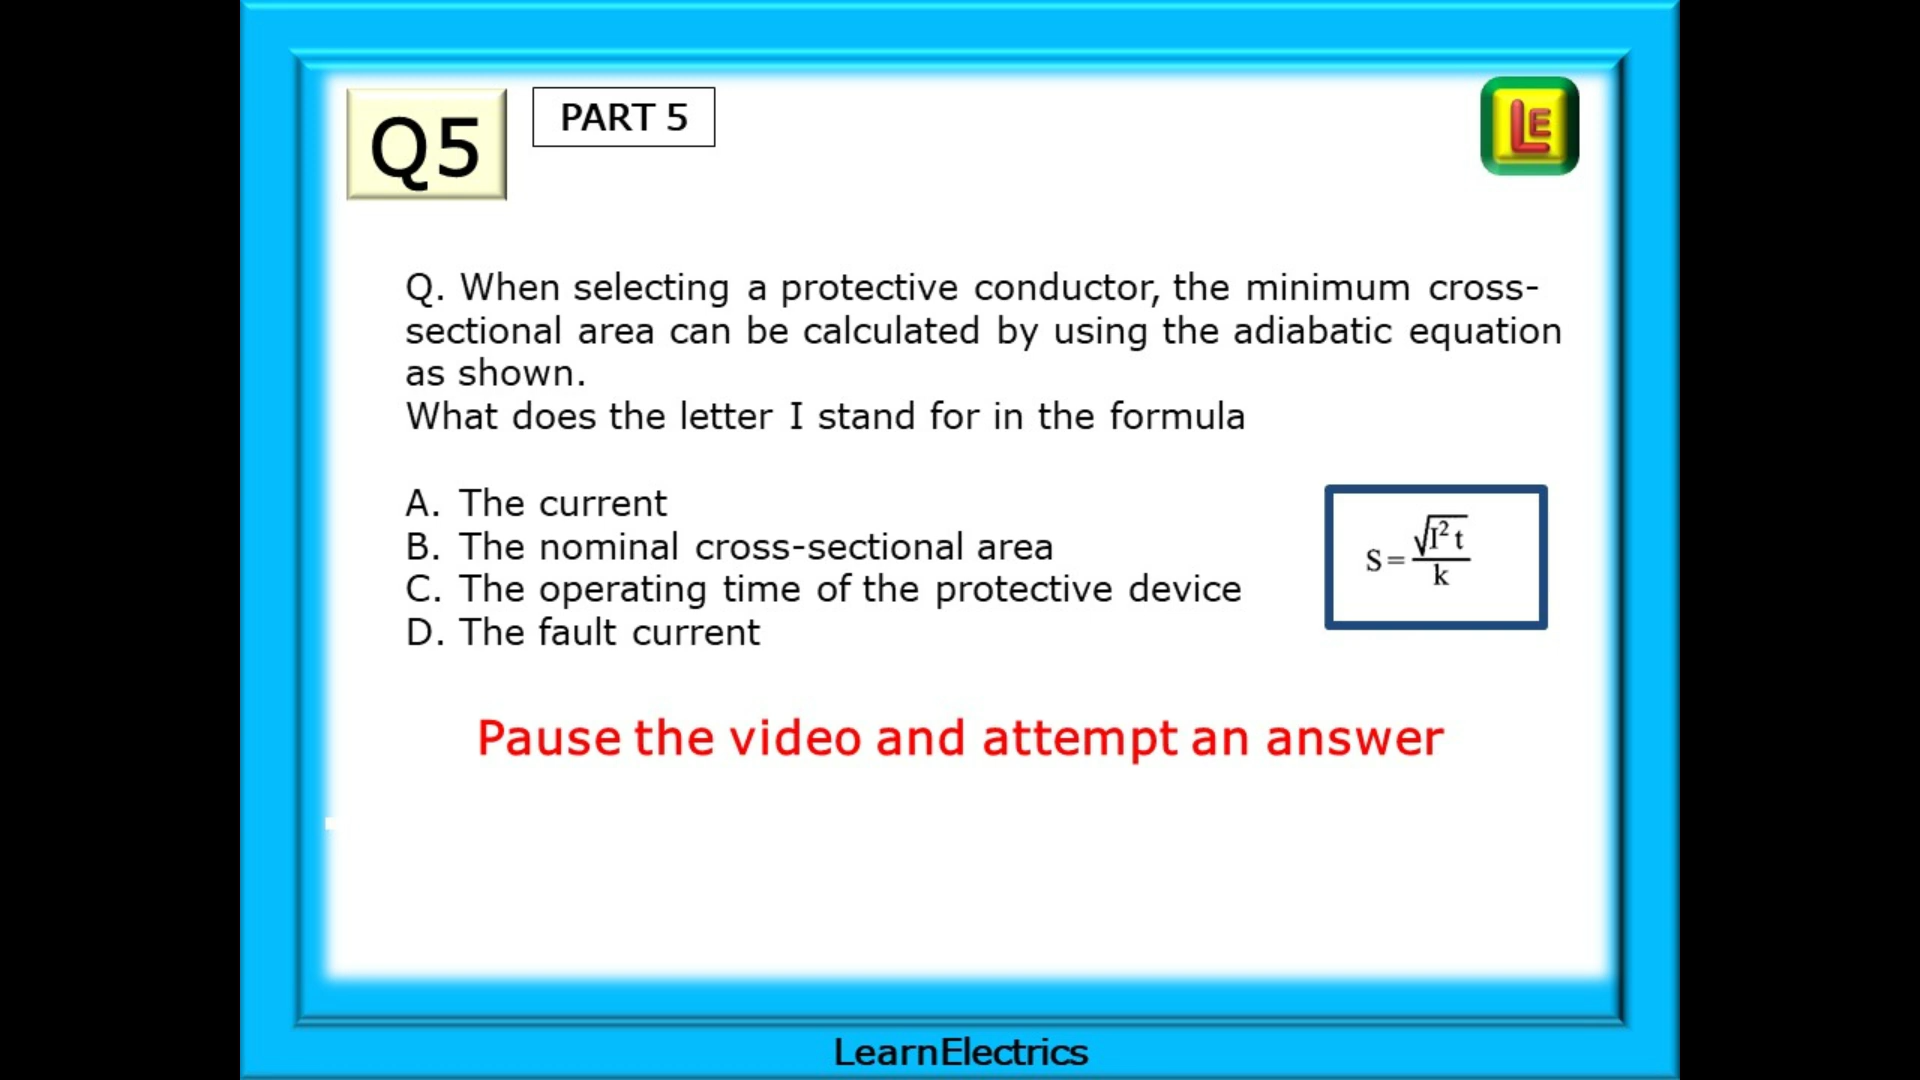 Q5
PART 5
LE
Q. When selecting a protective conductor, the minimum cross-
sectional area can be calculated by using the adiabatic equation
as shown.
What does the letter I stand for in the formula
A. The current
B. The nominal cross-sectional area
C. The operating time of the protective device
D. The fault current
S = √I² t / k
Pause the video and attempt an answer
LearnElectrics